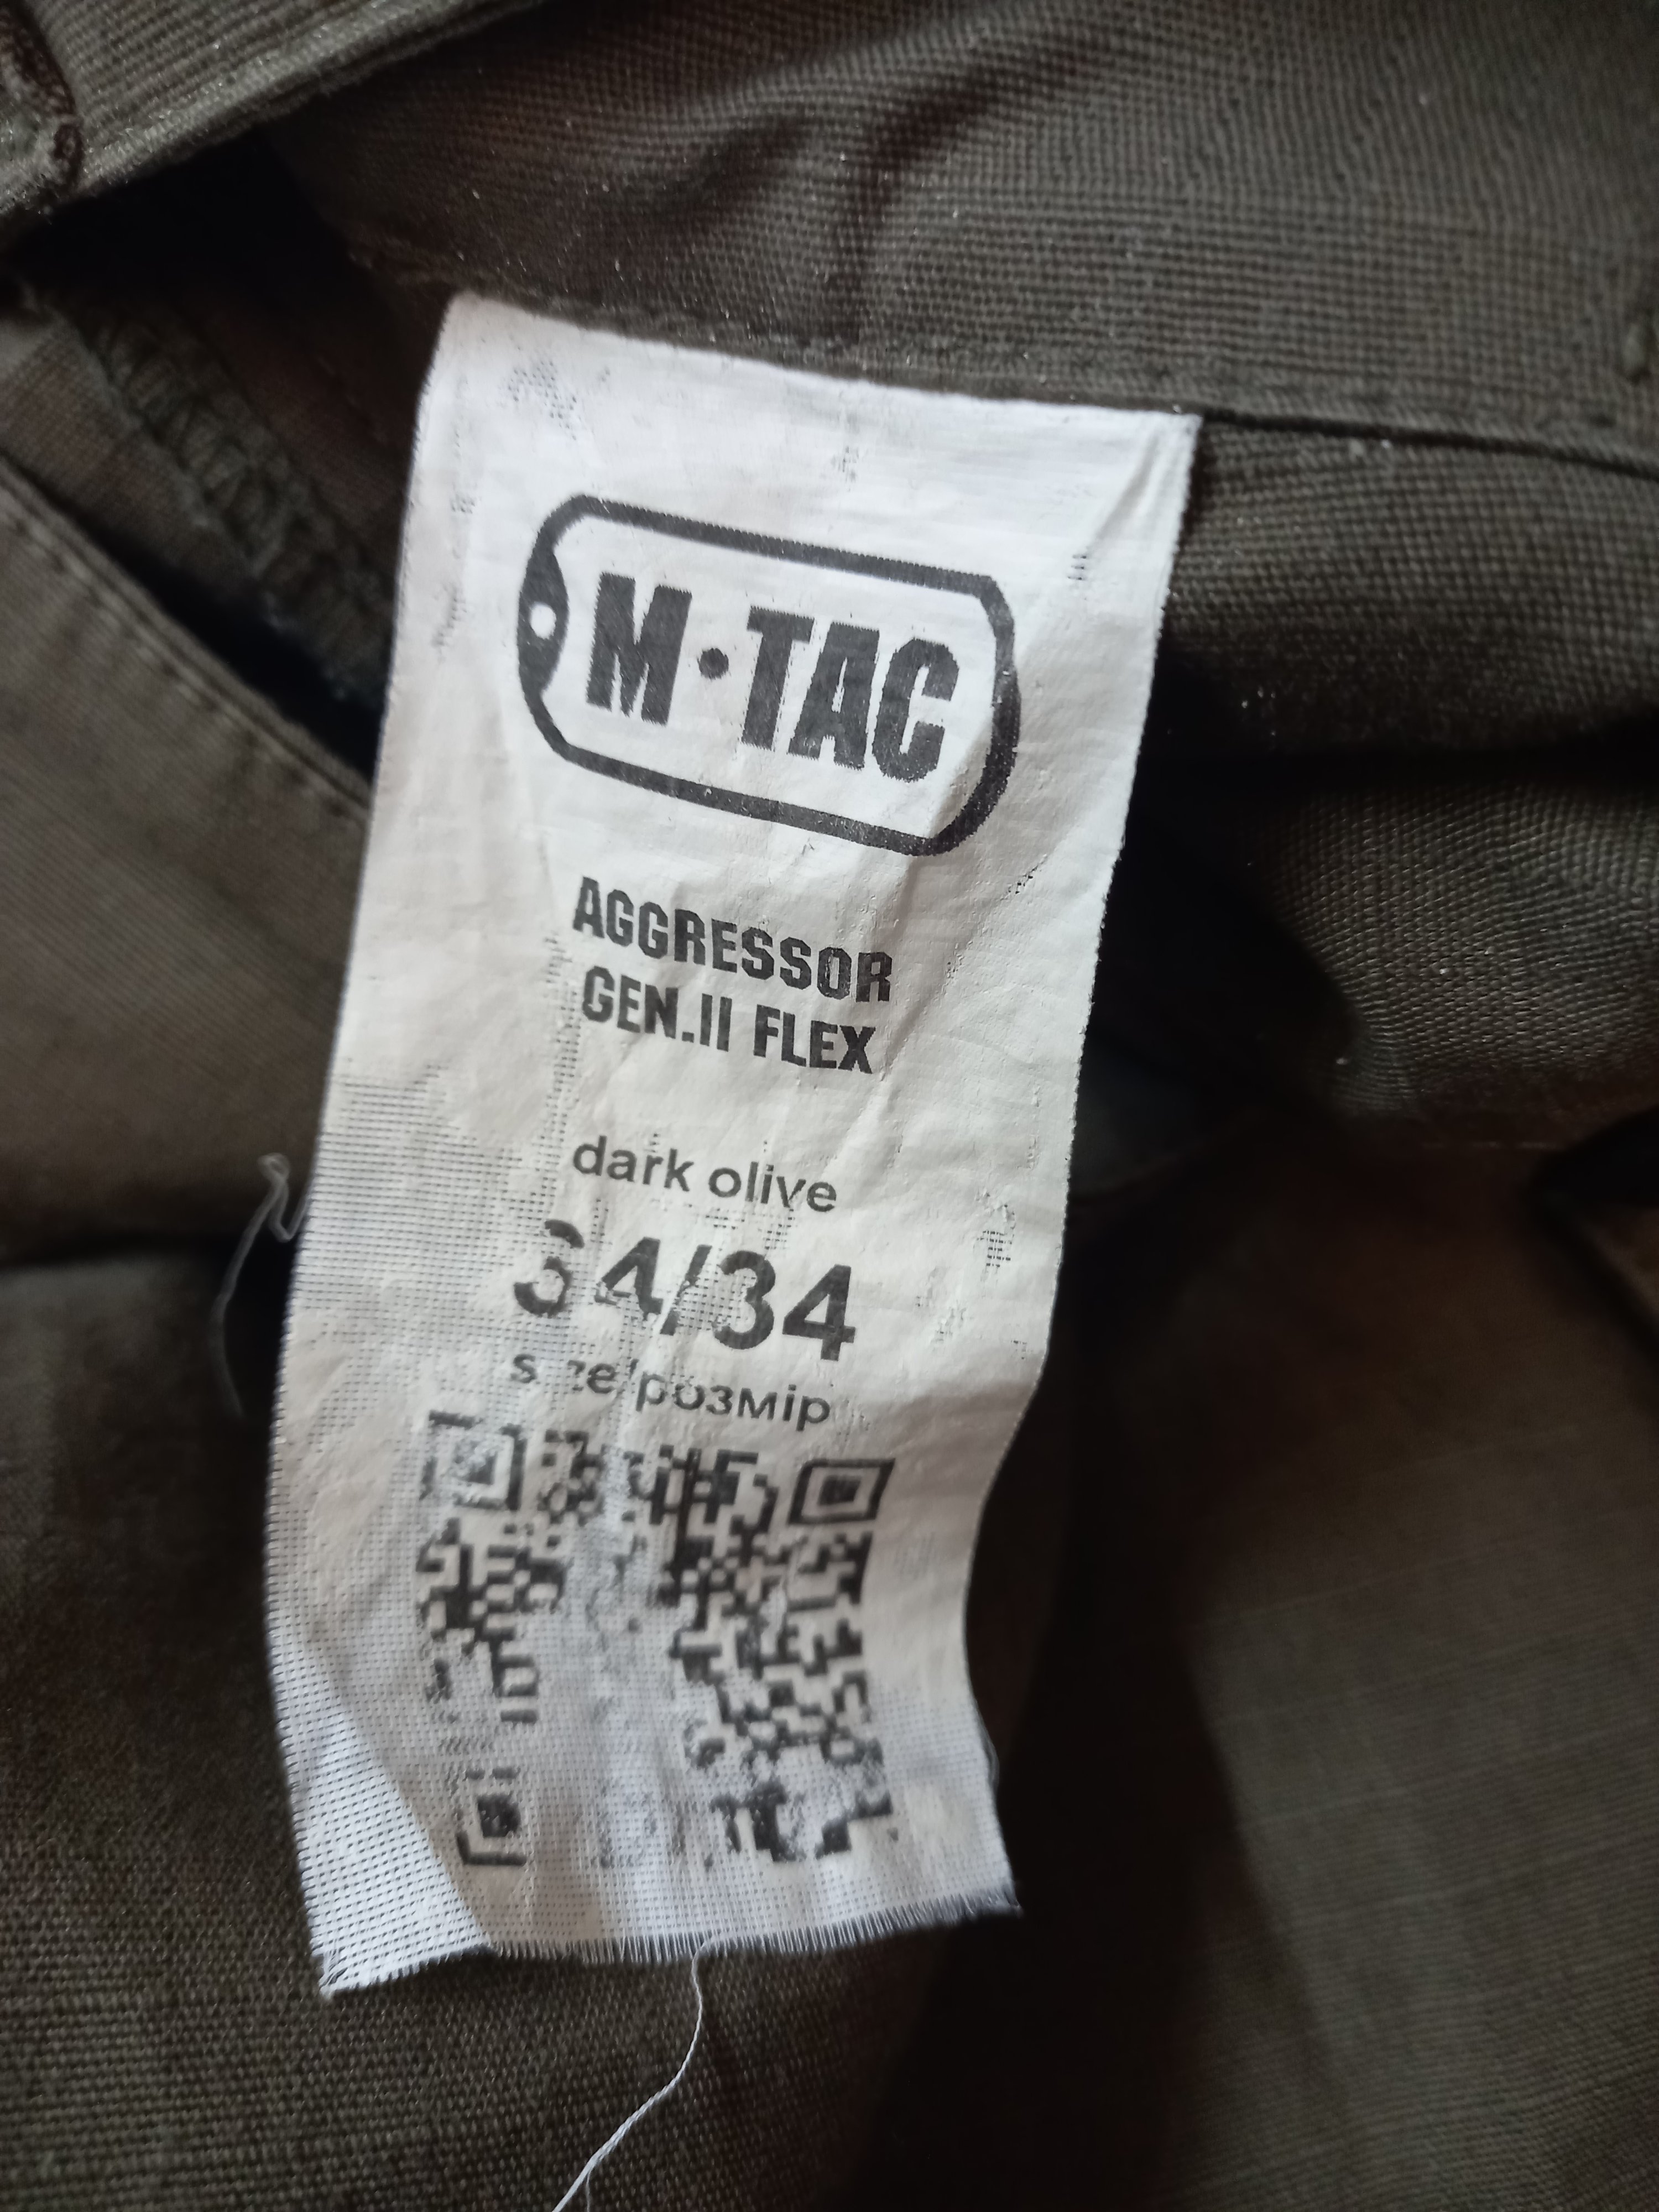 M·TAC
AGGRESSOR
GEN.II FLEX
dark olive
34/34
size/розмір